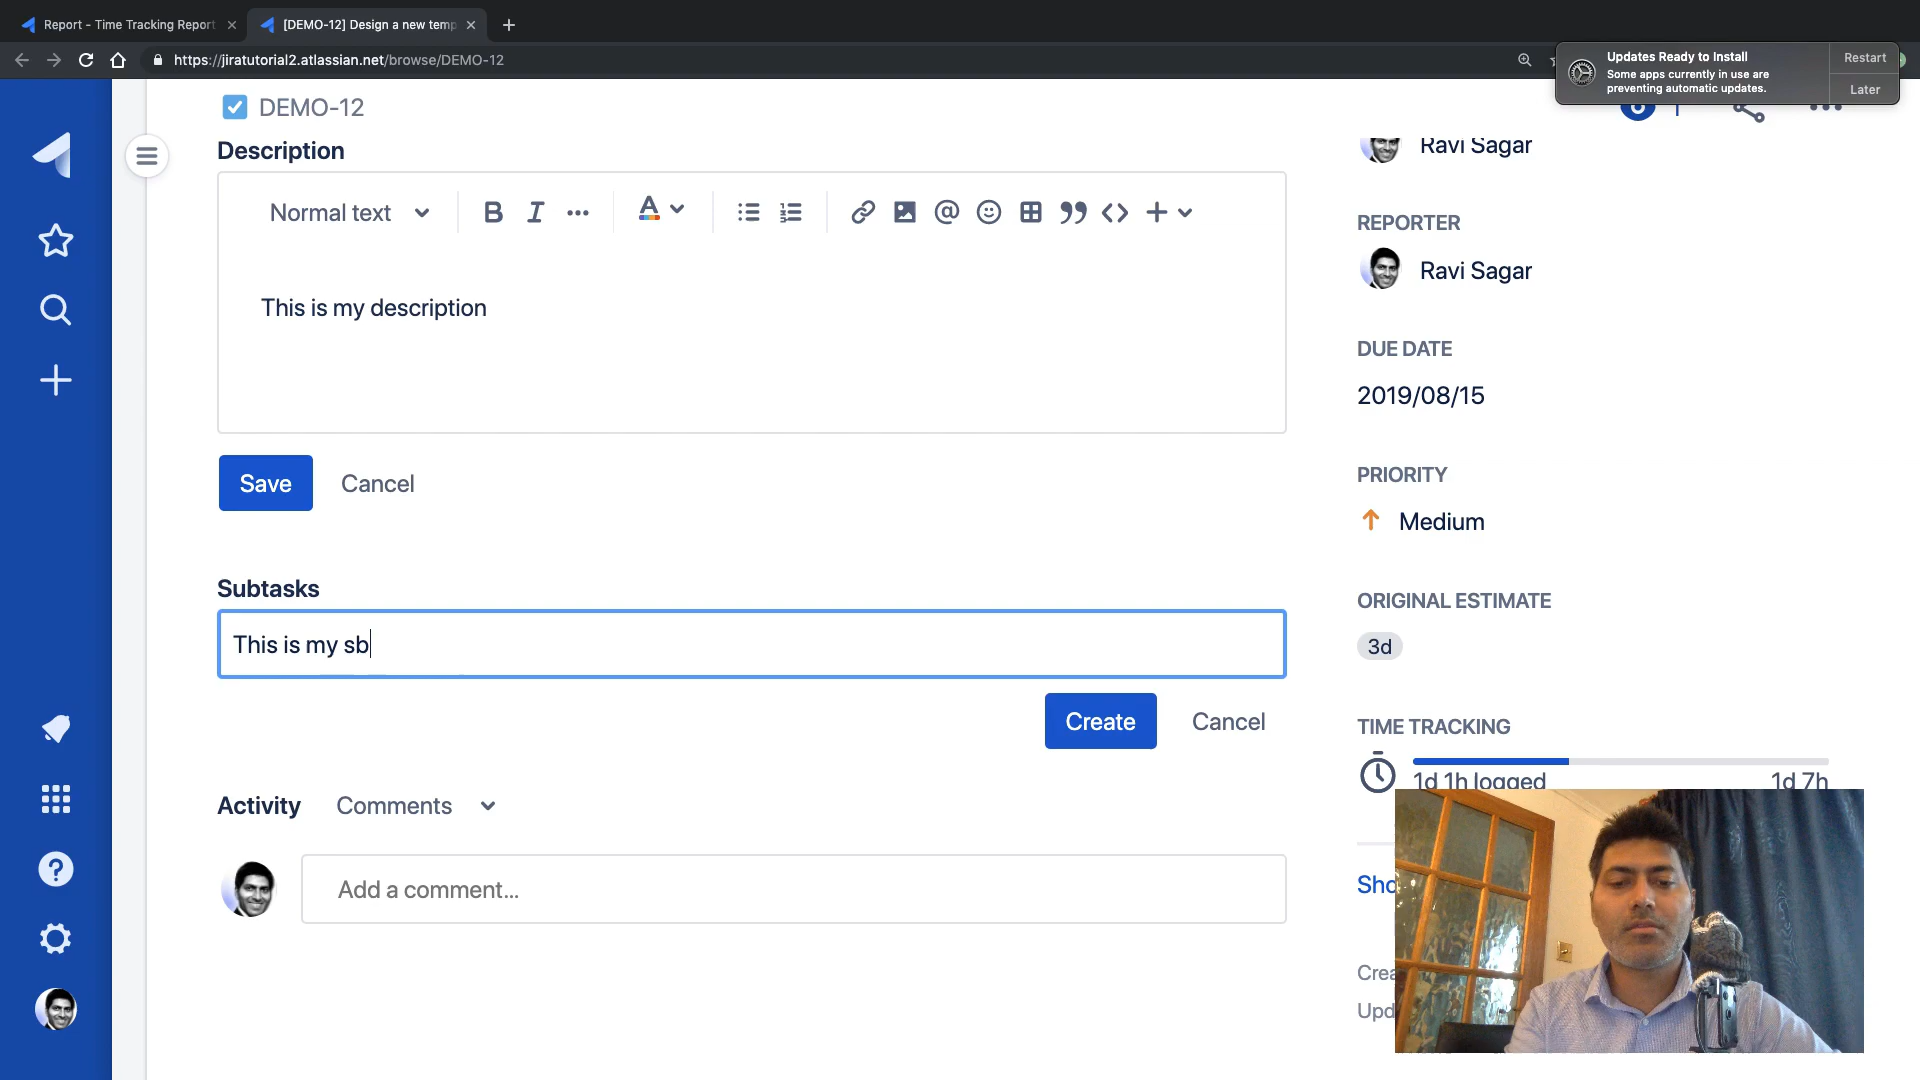 Report - Time Tracking Report
[DEMO-12] Design a new temp
https://jiratutorial2.atlassian.net/browse/DEMO-12
Updates Ready to Install
Some apps currently in use are
preventing automatic updates.
Restart
Later
DEMO-12
Description
Normal text
This is my description
Save
Cancel
Subtasks
This is my sb
Create
Cancel
Activity
Comments
Add a comment...
Ravi Sagar
REPORTER
Ravi Sagar
DUE DATE
2019/08/15
PRIORITY
Medium
ORIGINAL ESTIMATE
3d
TIME TRACKING
1d 1h logged
1d 7h